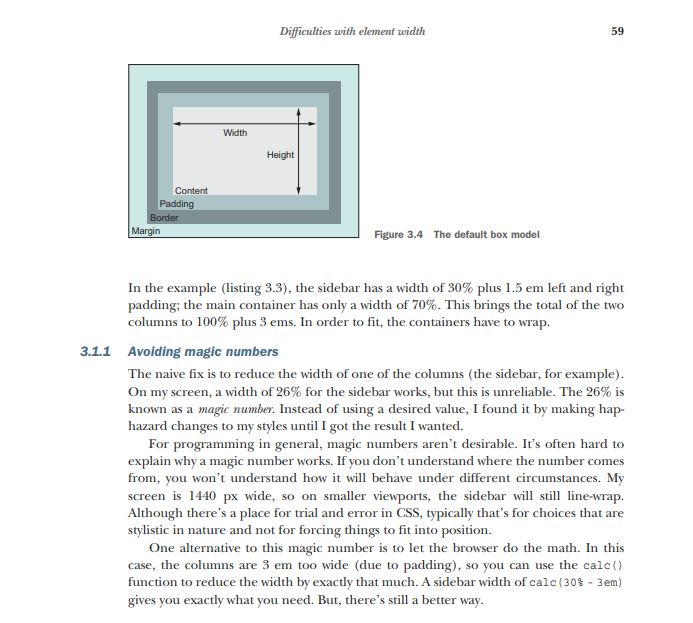 Difficulties with element width 59
Width
Height
Content
Padding
Border
Margin
Figure 3.4 The default box model
In the example (listing 3.3), the sidebar has a width of 30% plus 1.5 em left and right
padding; the main container has only a width of 70%. This brings the total of the two
columns to 100% plus 3 ems. In order to fit, the containers have to wrap.
3.1.1 Avoiding magic numbers
The naive fix is to reduce the width of one of the columns (the sidebar, for example).
On my screen, a width of 26% for the sidebar works, but this is unreliable. The 26% is
known as a magic number. Instead of using a desired value, I found it by making hap-
hazard changes to my styles until I got the result I wanted.
For programming in general, magic numbers aren't desirable. It's often hard to
explain why a magic number works. If you don't understand where the number comes
from, you won't understand how it will behave under different circumstances. My
screen is 1440 px wide, so on smaller viewports, the sidebar will still line-wrap.
Although there's a place for trial and error in CSS, typically that's for choices that are
stylistic in nature and not for forcing things to fit into position.
One alternative to this magic number is to let the browser do the math. In this
case, the columns are 3 em too wide (due to padding), so you can use the calc()
function to reduce the width by exactly that much. A sidebar width of calc(30% - 3em)
gives you exactly what you need. But, there's still a better way.